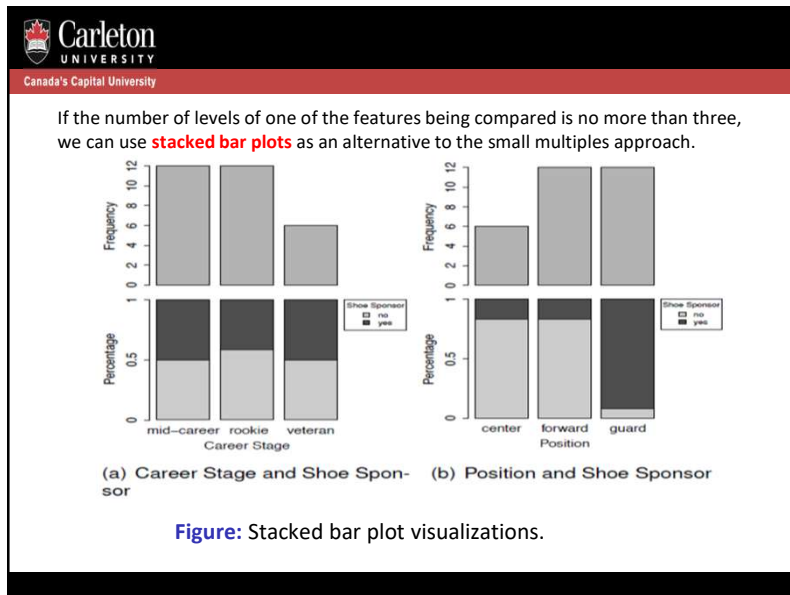 Carleton
UNIVERSITY
Canada's Capital University
If the number of levels of one of the features being compared is no more than three,
we can use stacked bar plots as an alternative to the small multiples approach.
Frequency
0 2 4 6 8 10 12
Percentage
0 0.5 1
Shoe Sponsor
no
yes
mid-career rookie veteran
Career Stage
(a) Career Stage and Shoe Spon-
sor
Frequency
0 2 4 6 8 10 12
Percentage
0 0.5 1
Shoe Sponsor
no
yes
center forward guard
Position
(b) Position and Shoe Sponsor
Figure: Stacked bar plot visualizations.